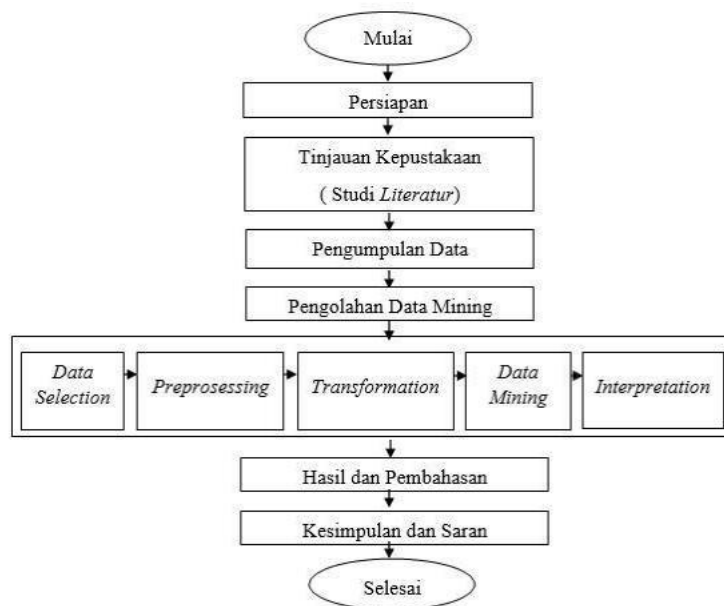 Mulai
Persiapan
Tinjauan Kepustakaan
( Studi Literatur)
Pengumpulan Data
Pengolahan Data Mining
Data
Selection
Preprosessing
Transformation
Data
Mining
Interpretation
Hasil dan Pembahasan
Kesimpulan dan Saran
Selesai